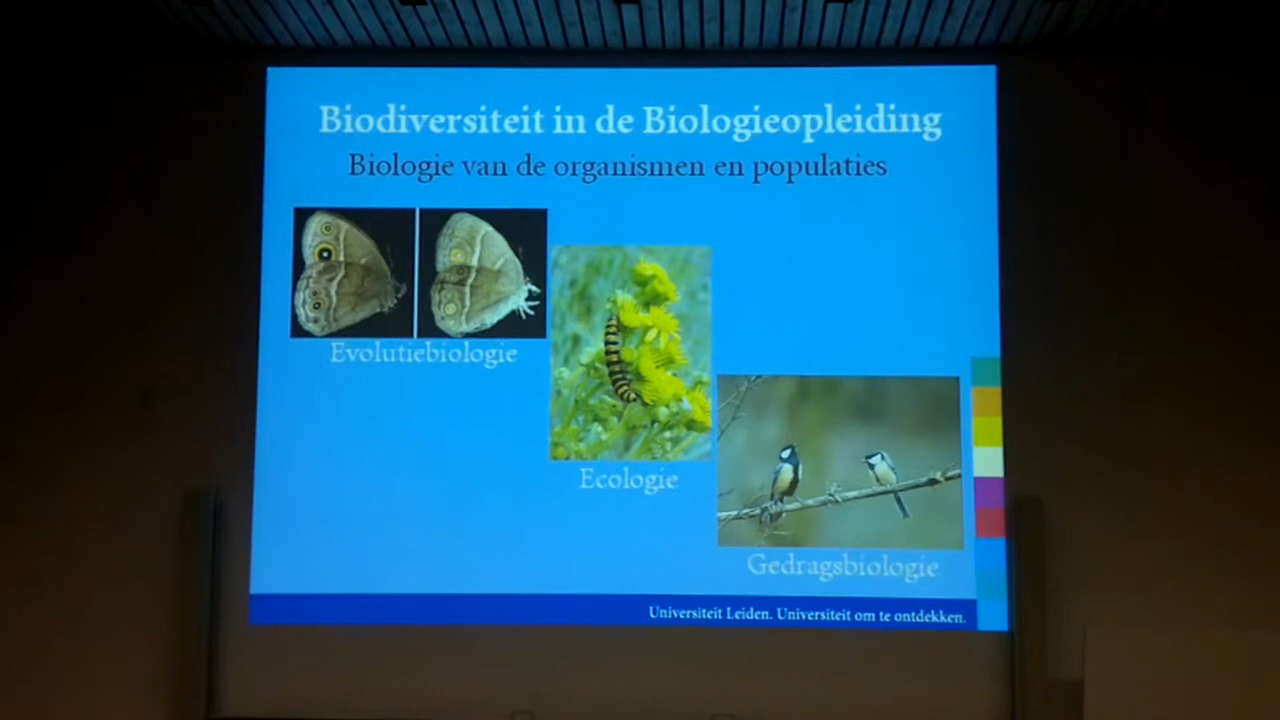 Biodiversiteit in de Biologieopleiding
Biologie van de organismen en populaties
Evolutiebiologie
Ecologie
Gedragsbiologie
Universiteit Leiden. Universiteit om te ontdekken.